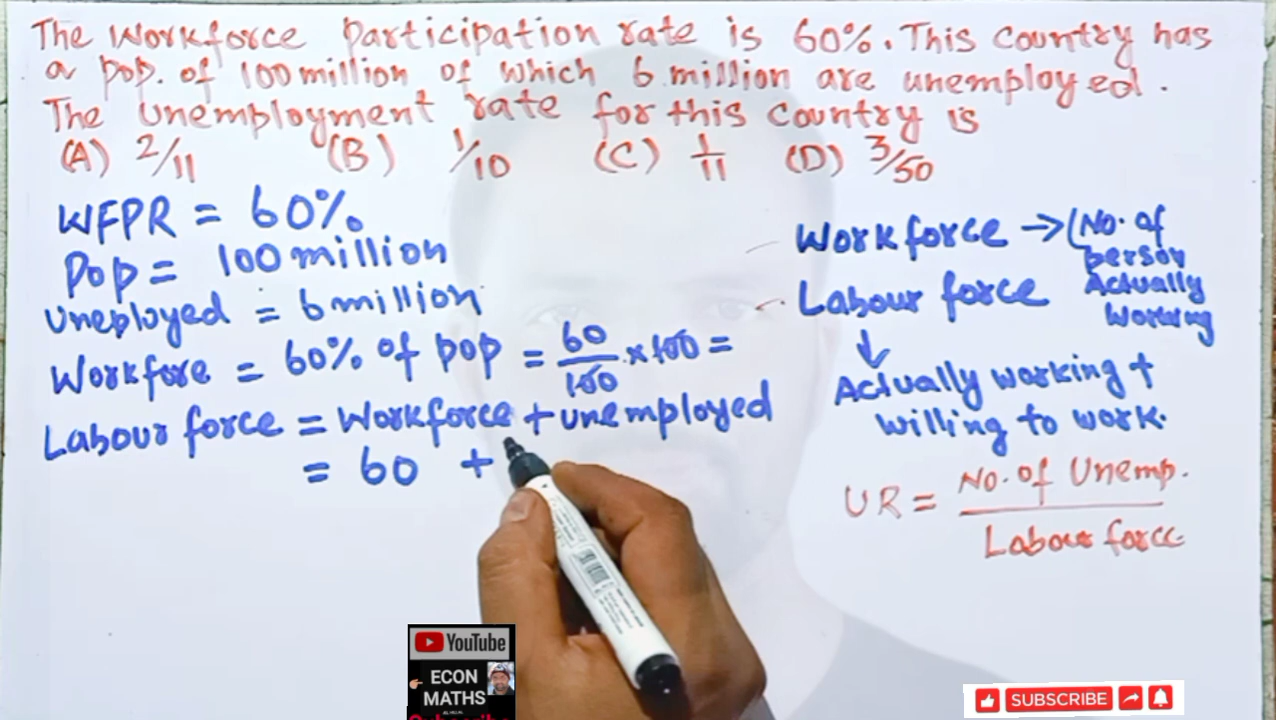 The Workforce participation rate is 60%. This country has
a pop. of 100 million of which 6 million are unemployed.
The Unemployment rate for this country is
(A) 2/11 (B) 1/10 (C) 1/11 (D) 3/50
WFPR = 60%
Pop = 100 million
Uneployed = 6 million
Workfore = 60% of pop = 60/100 × 100 =
Labour force = Workforce + unemployed
= 60 +
Workforce → (No. of
person
Actually
Working
Labour force
↓
Actually working +
willing to work.
UR = No. of Unemp. / Labour force
YouTube
ECON
MATHS
Subscribe
SUBSCRIBE